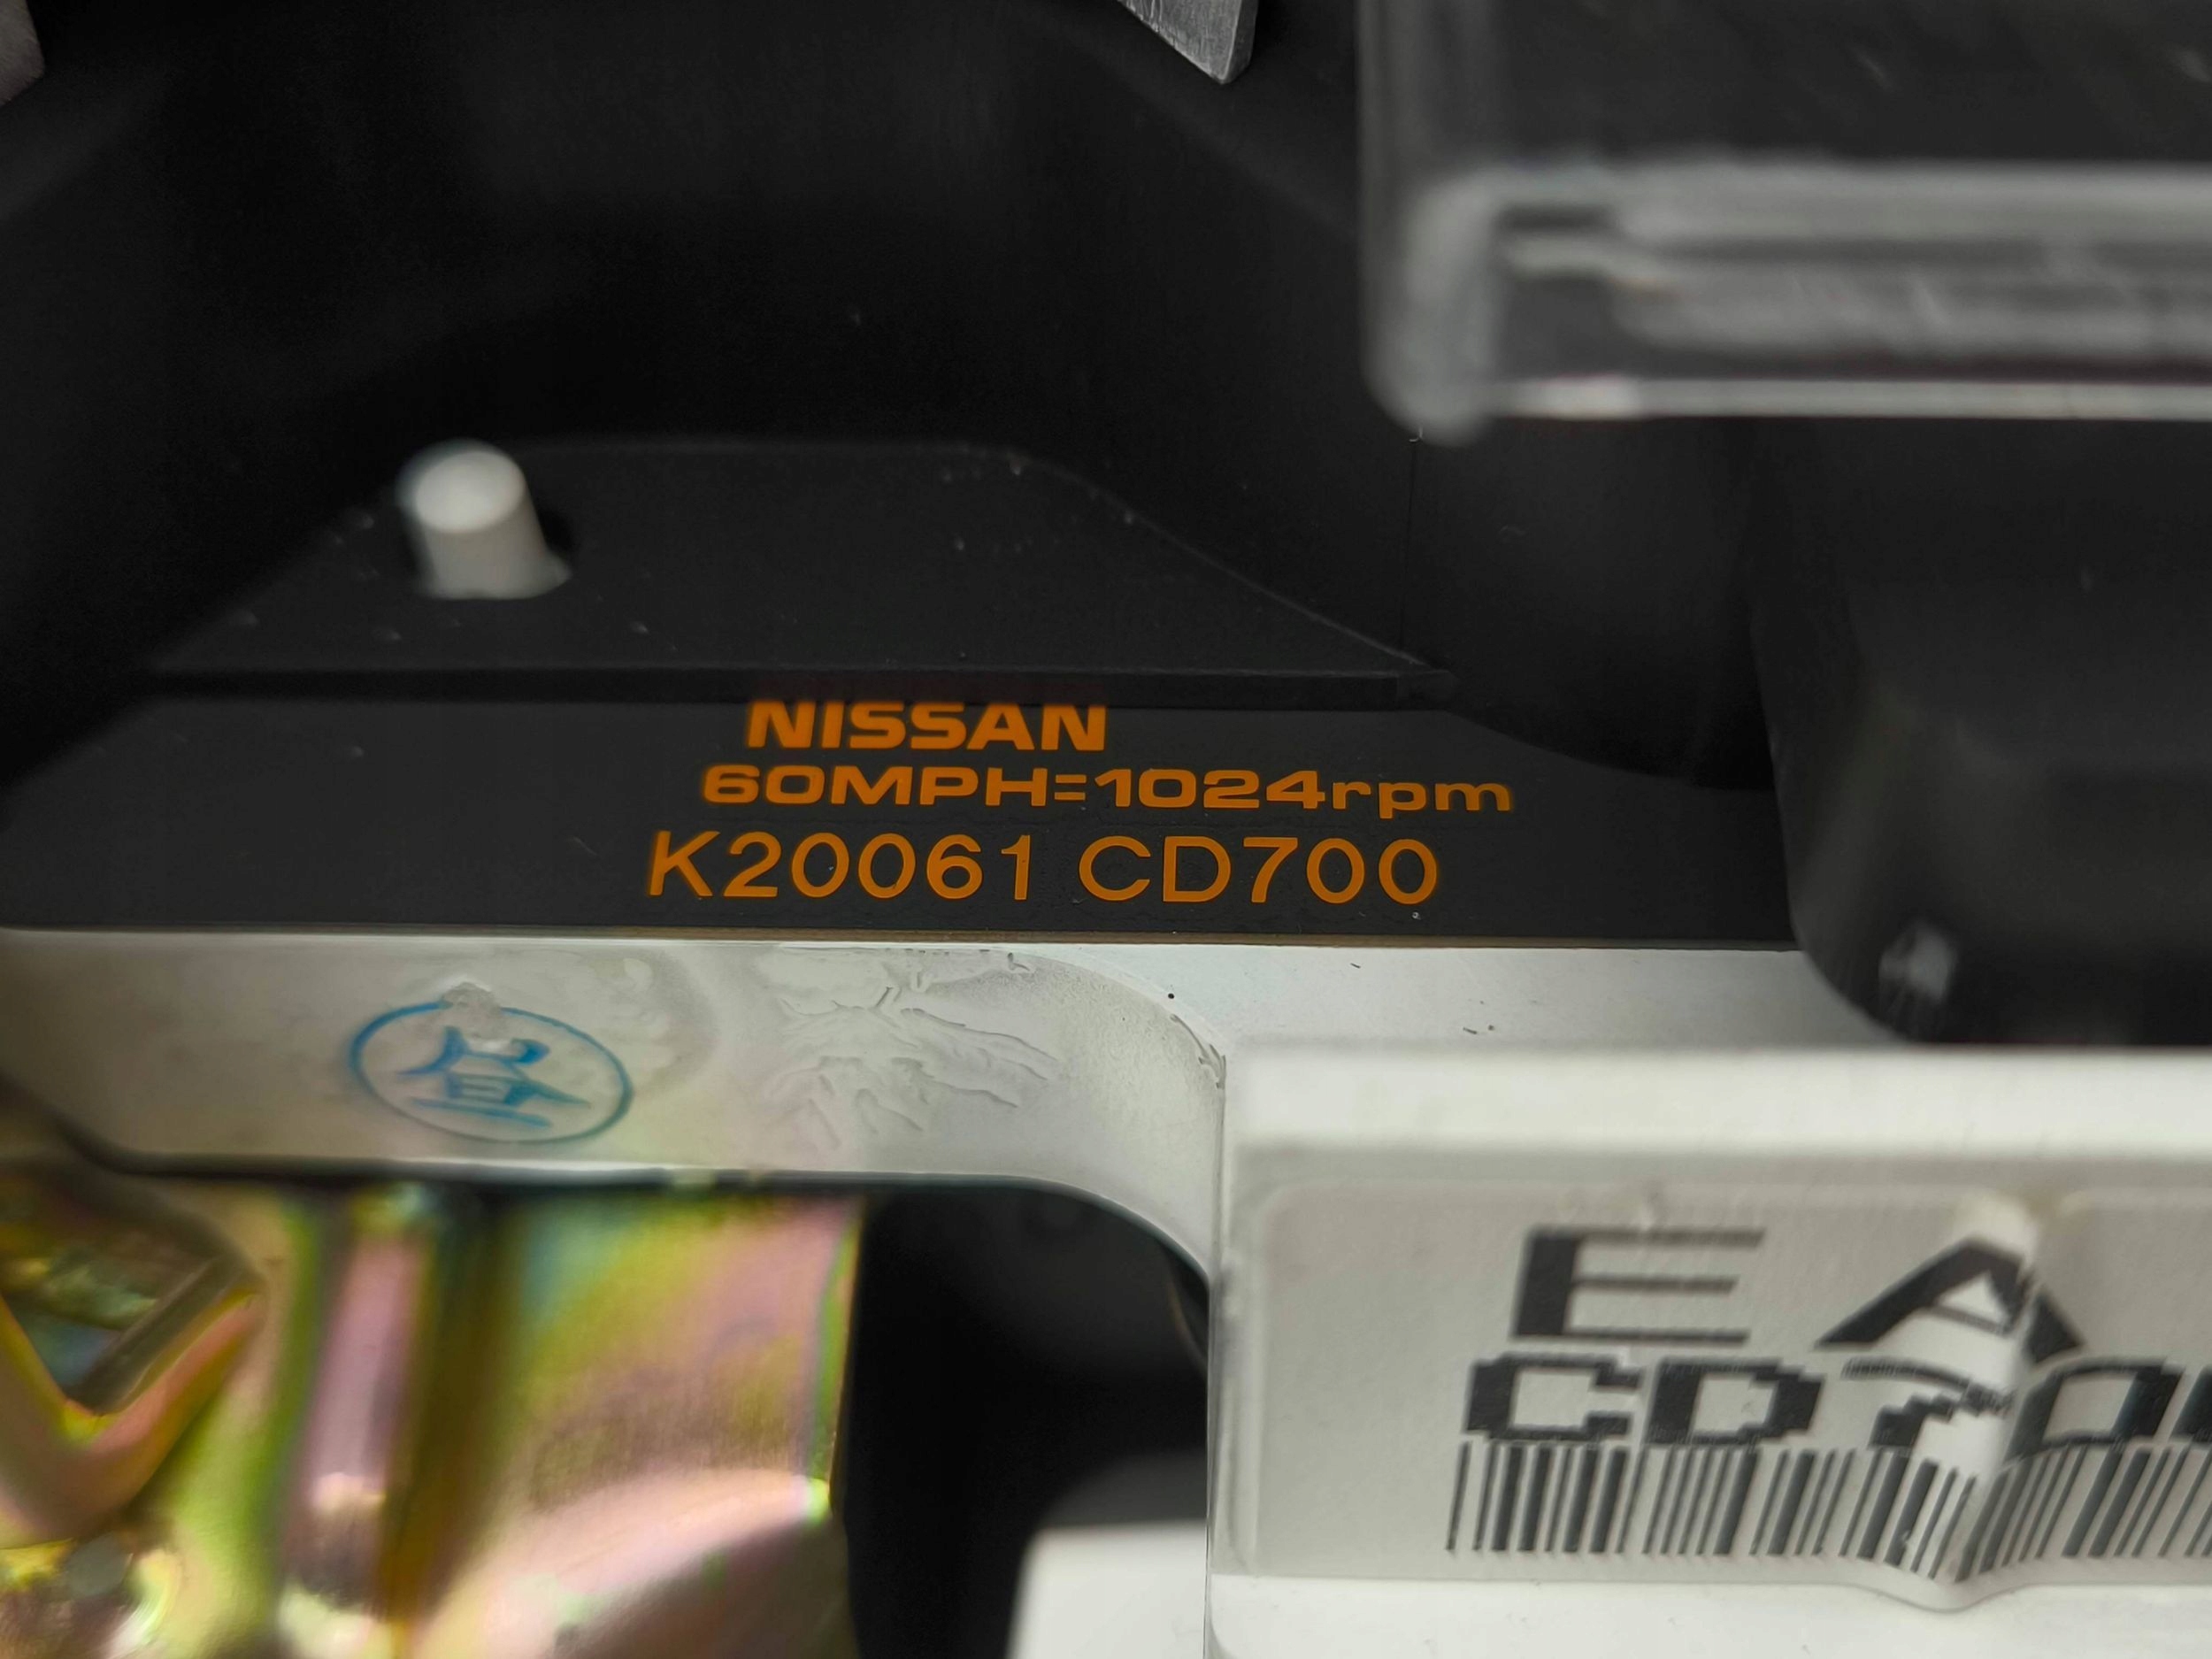 NISSAN
60MPH=1024rpm
K20061 CD700
E A